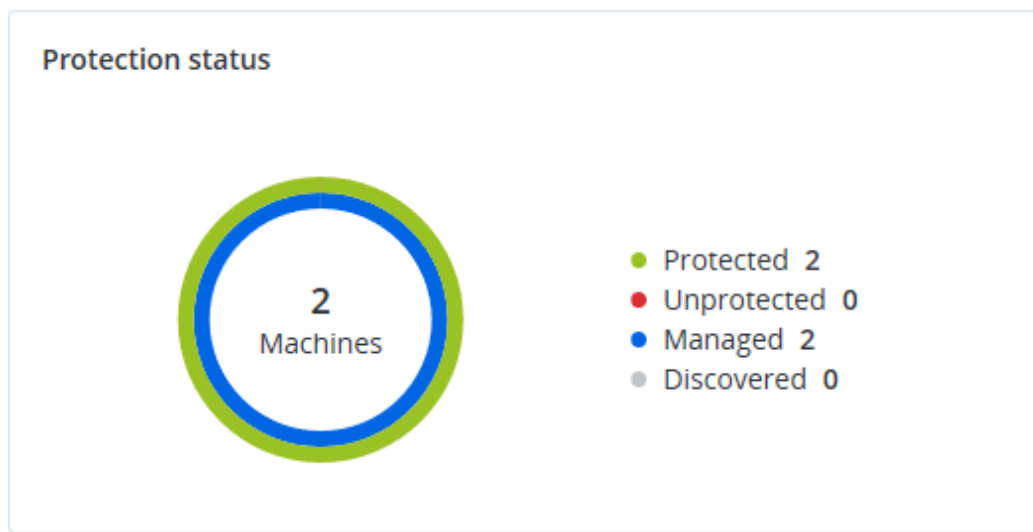 Protection status
2
Machines
Protected 2
Unprotected 0
Managed 2
Discovered 0